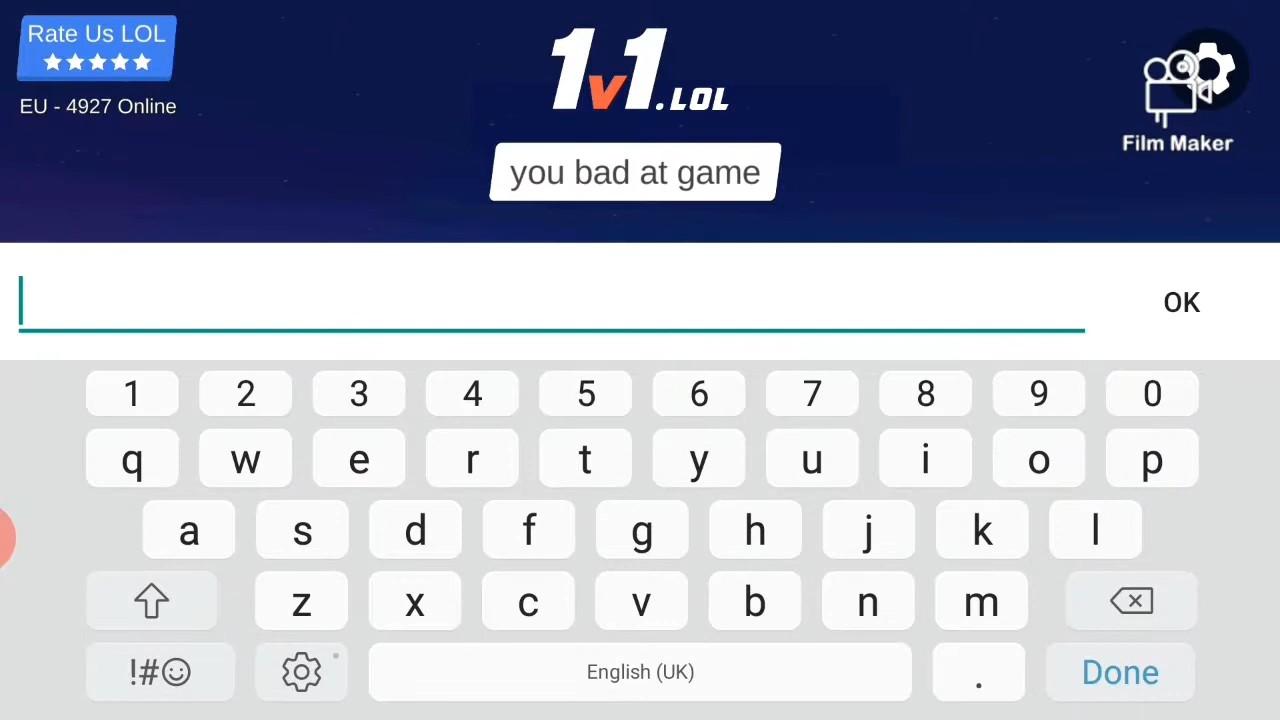 Rate Us LOL
EU - 4927 Online
1v1.LOL
you bad at game
Film Maker
OK
1 2 3 4 5 6 7 8 9 0
q w e r t y u i o p
a s d f g h j k l
z x c v b n m
!#☺ English (UK) . Done